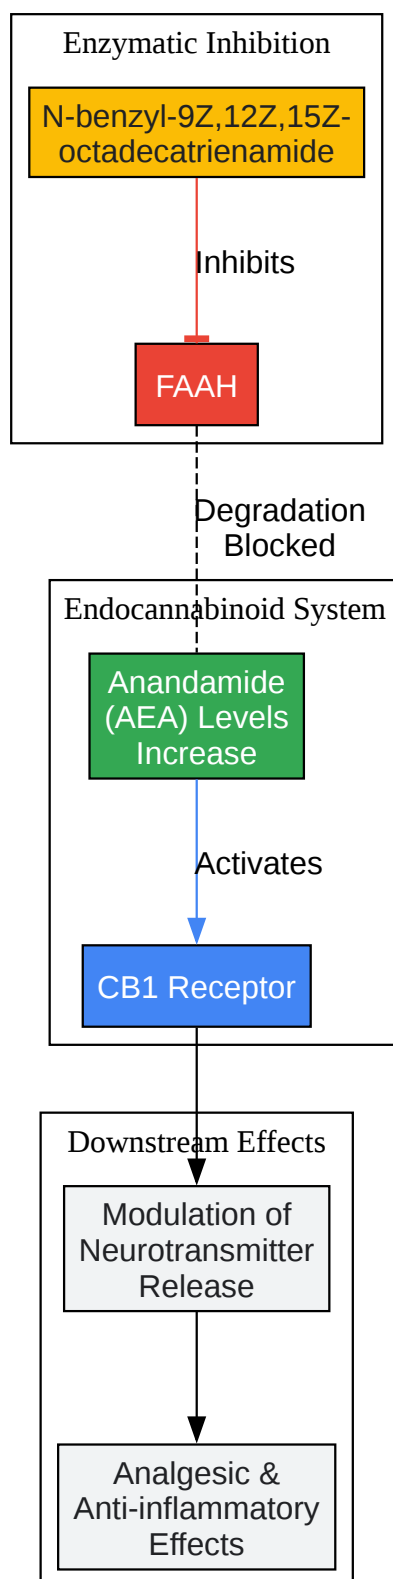 Enzymatic Inhibition
N-benzyl-9Z,12Z,15Z-
octadecatrienamide
Inhibits
FAAH
Degradation
Blocked
Endocannabinoid System
Anandamide
(AEA) Levels
Increase
Activates
CB1 Receptor
Downstream Effects
Modulation of
Neurotransmitter
Release
Analgesic &
Anti-inflammatory
Effects